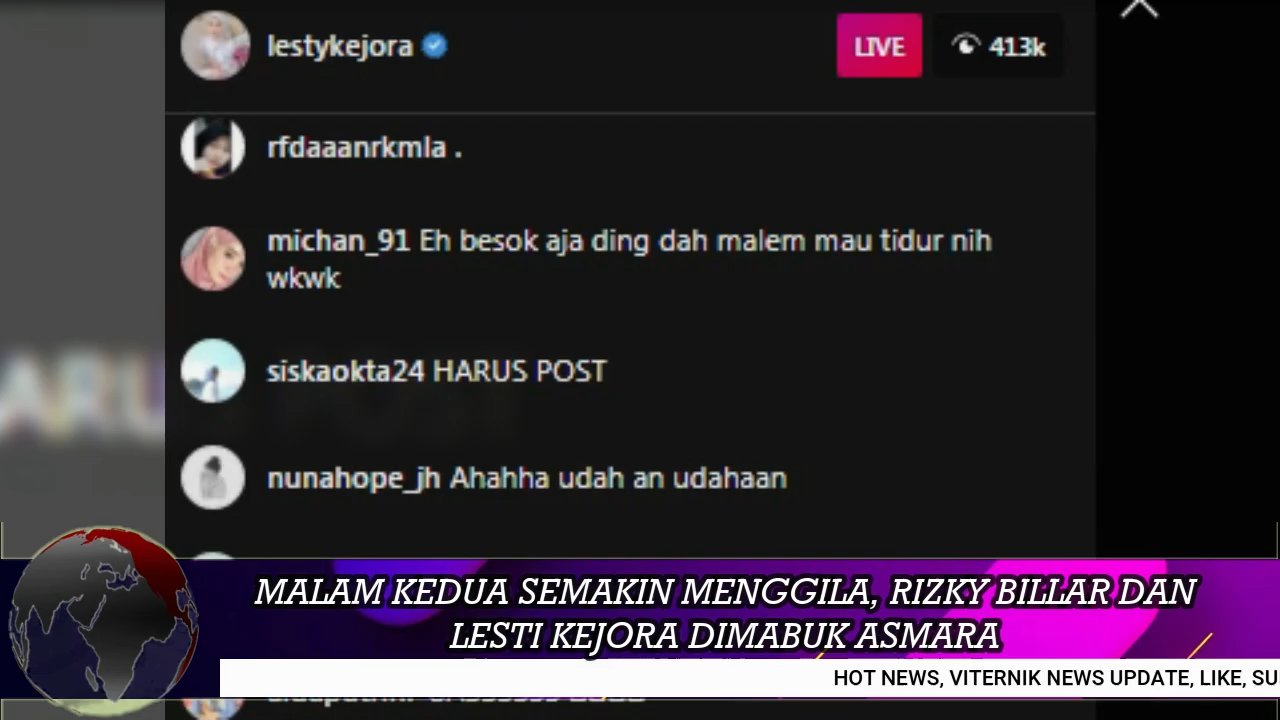 lestykejora
LIVE 413k
rfdaaanrkmla .
michan_91 Eh besok aja ding dah malem mau tidur nih
wkwk
siskaokta24 HARUS POST
nunahope_jh Ahahha udah an udahaan
MALAM KEDUA SEMAKIN MENGGILA, RIZKY BILLAR DAN
LESTI KEJORA DIMABUK ASMARA
HOT NEWS, VITERNIK NEWS UPDATE, LIKE, SU